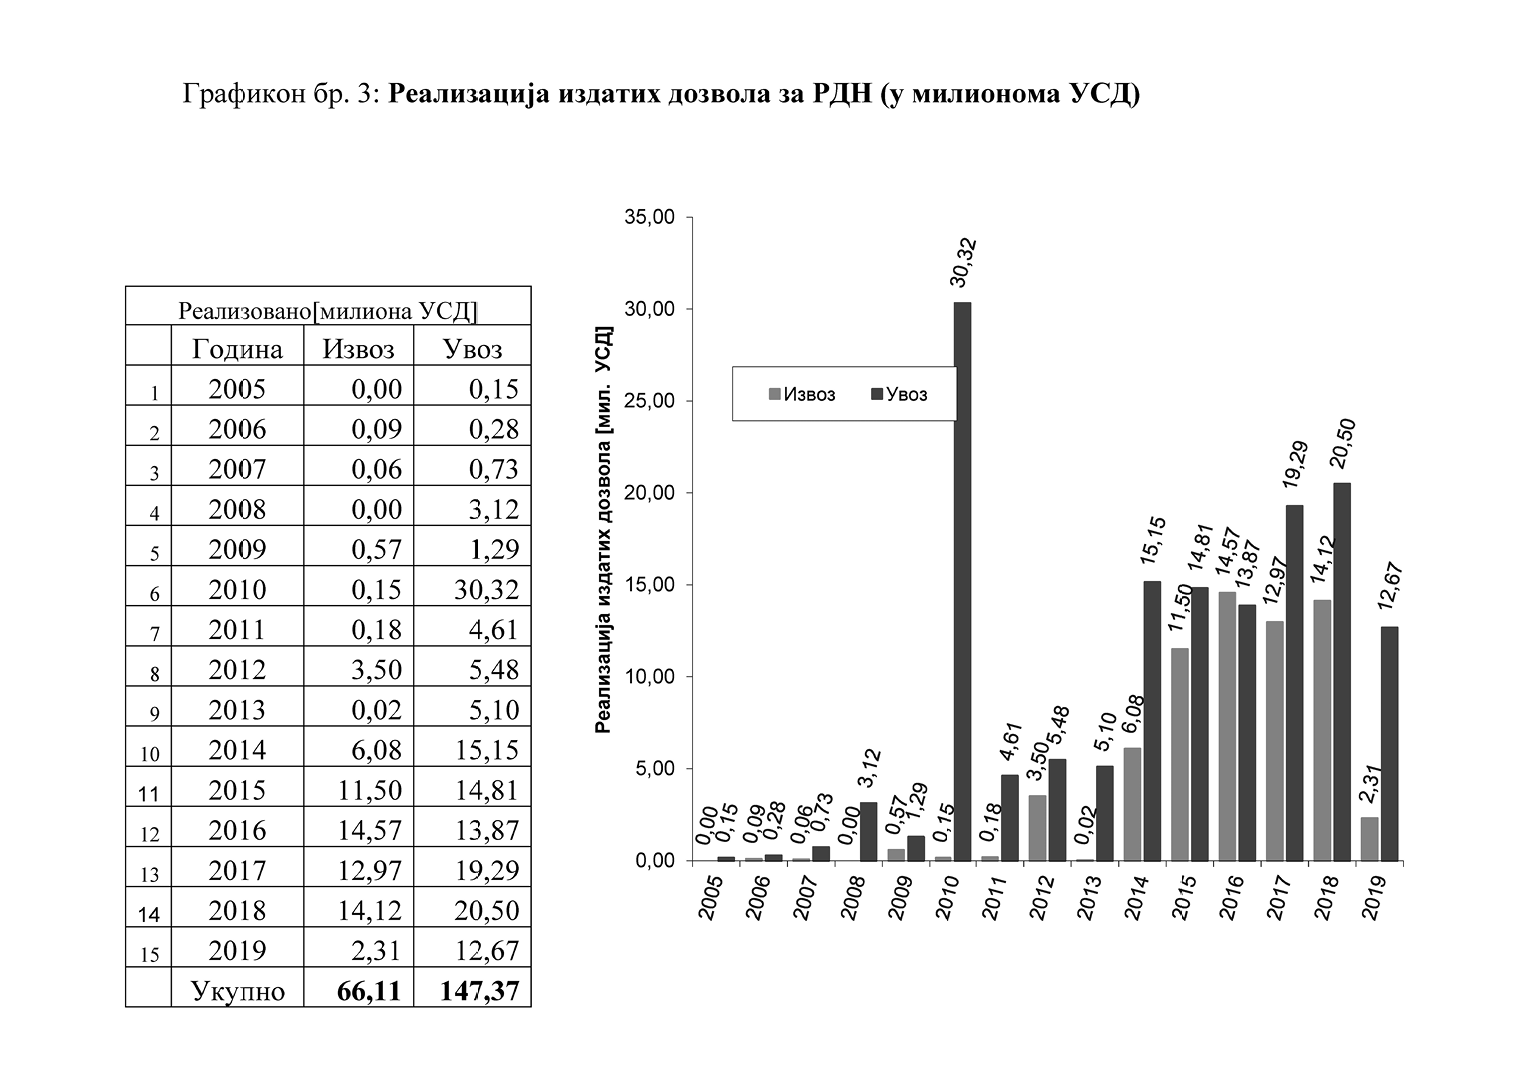 Графикон бр. 3: Реализација издатих дозвола за РДН (у милионома УСД)
Реализовано[милиона УСД]
Година Извоз Увоз
1 2005 0,00 0,15
2 2006 0,09 0,28
3 2007 0,06 0,73
4 2008 0,00 3,12
5 2009 0,57 1,29
6 2010 0,15 30,32
7 2011 0,18 4,61
8 2012 3,50 5,48
9 2013 0,02 5,10
10 2014 6,08 15,15
11 2015 11,50 14,81
12 2016 14,57 13,87
13 2017 12,97 19,29
14 2018 14,12 20,50
15 2019 2,31 12,67
Укупно 66,11 147,37
Реализација издатих дозвола [мил. УСД]
35,00
30,00
25,00
20,00
15,00
10,00
5,00
0,00
Извоз Увоз
0,00 0,15 0,09 0,28 0,06 0,73 0,00 3,12 0,57 1,29 0,15 30,32 0,18 4,61 3,50 5,48 0,02 5,10 6,08 15,15 11,50 14,81 14,57 13,87 12,97 19,29 14,12 20,50 2,31 12,67
2005 2006 2007 2008 2009 2010 2011 2012 2013 2014 2015 2016 2017 2018 2019